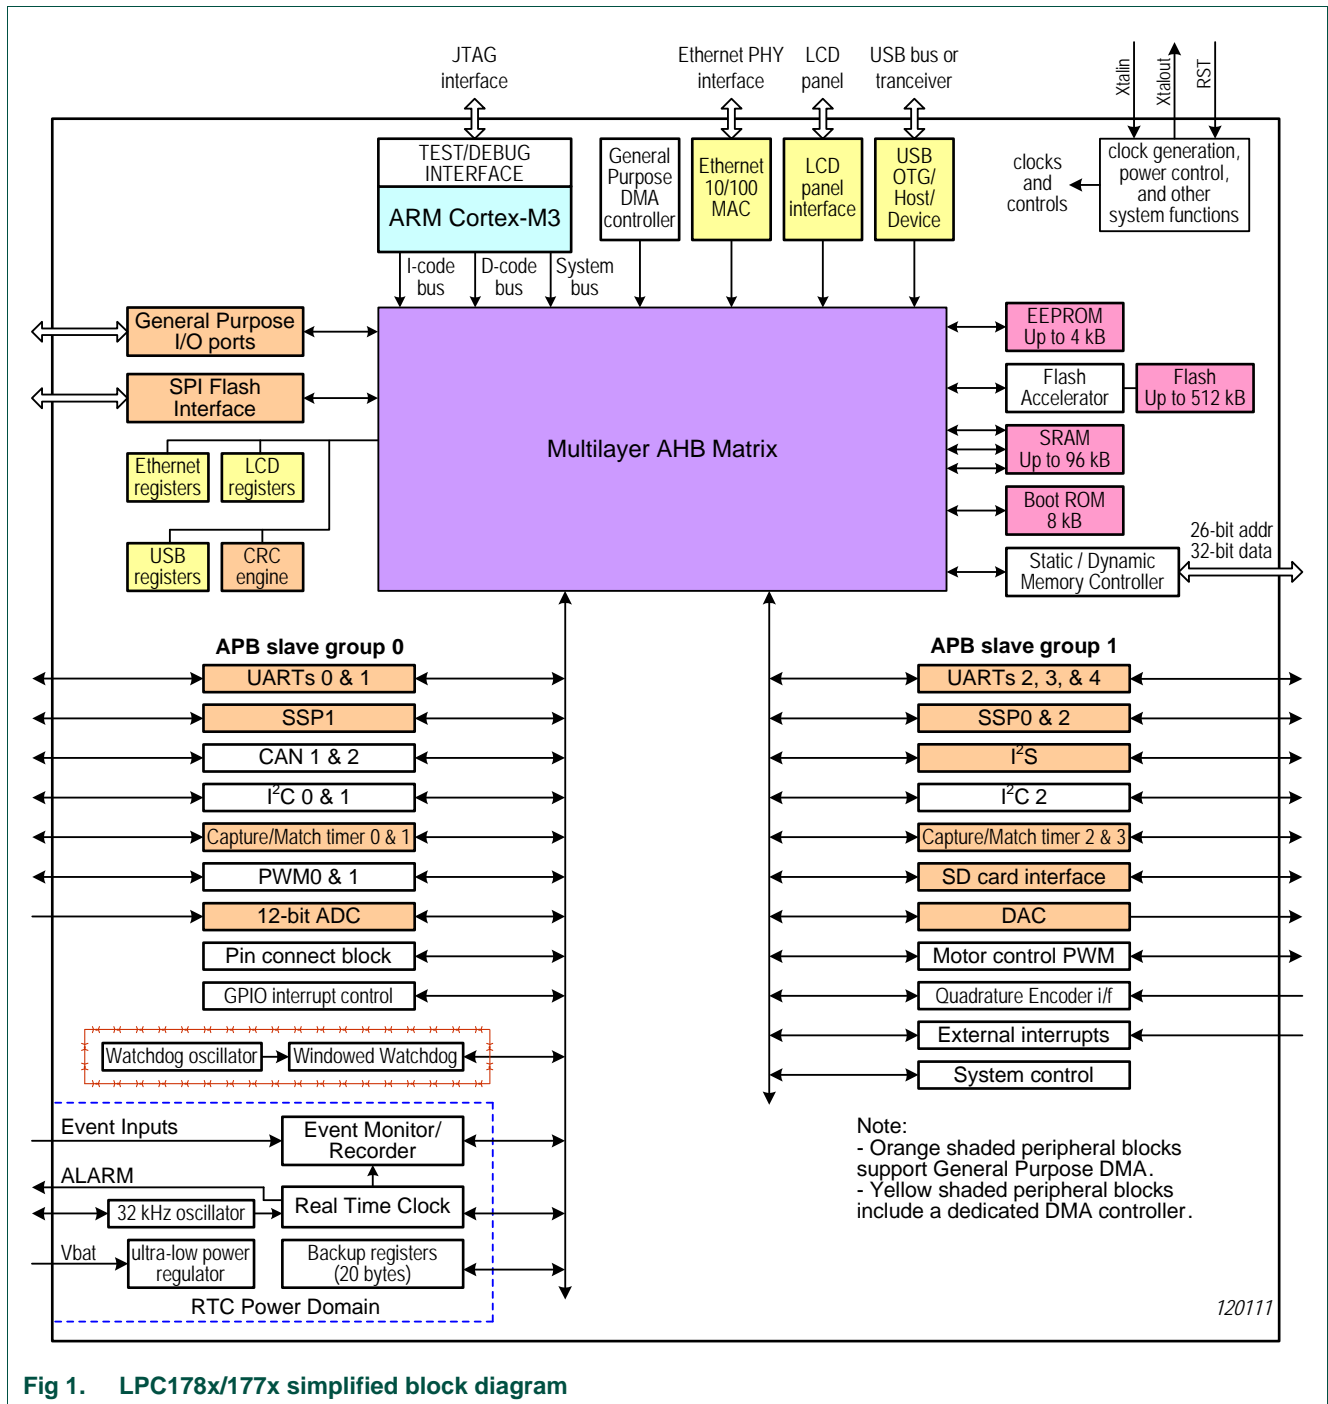 JTAG
interface
Ethernet PHY
interface
LCD
panel
USB bus or
tranceiver
Xtalin
Xtalout
RST
TEST/DEBUG
INTERFACE
ARM Cortex-M3
General
Purpose
DMA
controller
Ethernet
10/100
MAC
LCD
panel
interface
USB
OTG/
Host/
Device
clocks
and
controls
clock generation,
power control,
and other
system functions
I-code
bus
D-code
bus
System
bus
General Purpose
I/O ports
SPI Flash
Interface
Ethernet
registers
LCD
registers
USB
registers
CRC
engine
Multilayer AHB Matrix
EEPROM
Up to 4 kB
Flash
Accelerator
Flash
Up to 512 kB
SRAM
Up to 96 kB
Boot ROM
8 kB
Static / Dynamic
Memory Controller
26-bit addr
32-bit data
APB slave group 0
UARTs 0 & 1
SSP1
CAN 1 & 2
I²C 0 & 1
Capture/Match timer 0 & 1
PWM0 & 1
12-bit ADC
Pin connect block
GPIO interrupt control
Watchdog oscillator
Windowed Watchdog
APB slave group 1
UARTs 2, 3, & 4
SSP0 & 2
I²S
I²C 2
Capture/Match timer 2 & 3
SD card interface
DAC
Motor control PWM
Quadrature Encoder i/f
External interrupts
System control
Event Inputs
Event Monitor/
Recorder
ALARM
32 kHz oscillator
Real Time Clock
Vbat
ultra-low power
regulator
Backup registers
(20 bytes)
RTC Power Domain
Note:
- Orange shaded peripheral blocks
support General Purpose DMA.
- Yellow shaded peripheral blocks
include a dedicated DMA controller.
120111
Fig 1. LPC178x/177x simplified block diagram